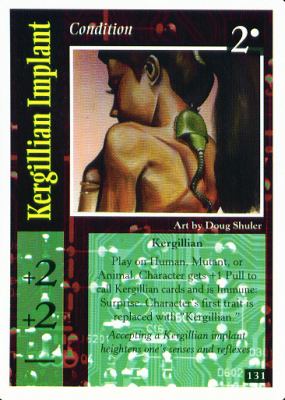 Kergillian Implant
Condition
2•
Art by Doug Shuler
Kergillian
Play on Human, Mutant, or
Animal. Character gets +1 Pull to
call Kergillian cards and is Immune:
Surprise. Character's first trait is
replaced with "Kergillian."
Accepting a Kergillian implant
heightens one's senses and reflexes.
+2
+2
131